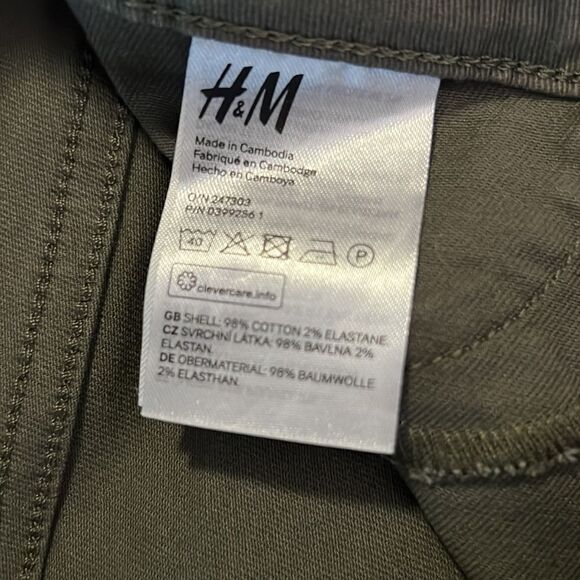 H&M
Made in Cambodia
Fabriqué en Cambodge
Hecho en Camboya
O/N 247303
P/N 0399256 1
40 P
clevercare.info
GB SHELL: 98% COTTON 2% ELASTANE
CZ SVRCHNÍ LÁTKA: 98% BAVLNA 2%
ELASTAN.
DE OBERMATERIAL: 98% BAUMWOLLE
2% ELASTHAN.